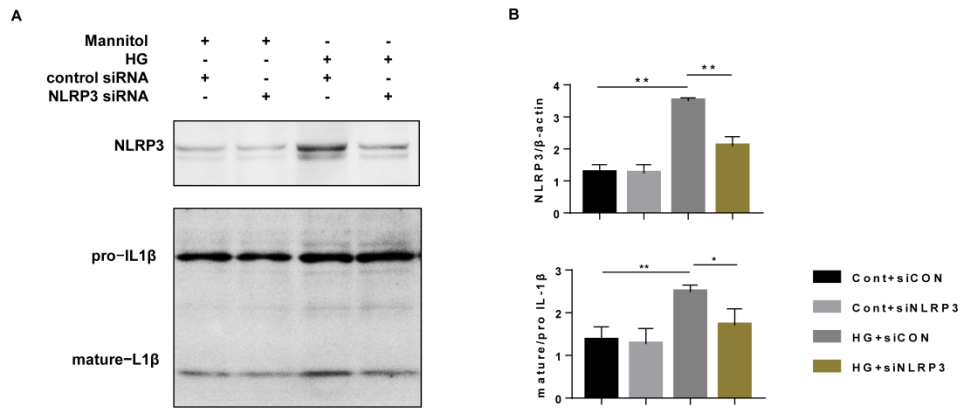 A
Mannitol + + - -
HG - - + +
control siRNA + - + -
NLRP3 siRNA - + - +
NLRP3
pro−IL1β
mature−L1β
B
NLRP3/β-actin
4
3
2
1
0
**
**
mature/pro IL-1β
3
2
1
0
**
*
Cont+siCON
Cont+siNLRP3
HG+siCON
HG+siNLRP3